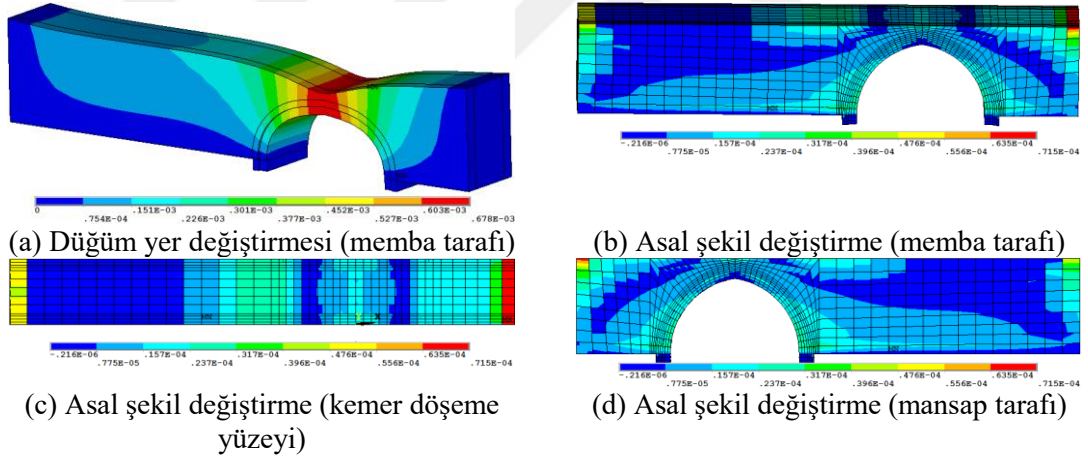 0 .151E-03 .301E-03 .452E-03 .603E-03
.754E-04 .226E-03 .377E-03 .527E-03 .678E-03
(a) Düğüm yer değiştirmesi (memba tarafı)
-.216E-06 .157E-04 .317E-04 .476E-04 .635E-04
.775E-05 .237E-04 .396E-04 .556E-04 .715E-04
(b) Asal şekil değiştirme (memba tarafı)
Y X
-.216E-06 .157E-04 .317E-04 .476E-04 .635E-04
.775E-05 .237E-04 .396E-04 .556E-04 .715E-04
(c) Asal şekil değiştirme (kemer döşeme
yüzeyi)
-.216E-06 .157E-04 .317E-04 .476E-04 .635E-04
.775E-05 .237E-04 .396E-04 .556E-04 .715E-04
(d) Asal şekil değiştirme (mansap tarafı)